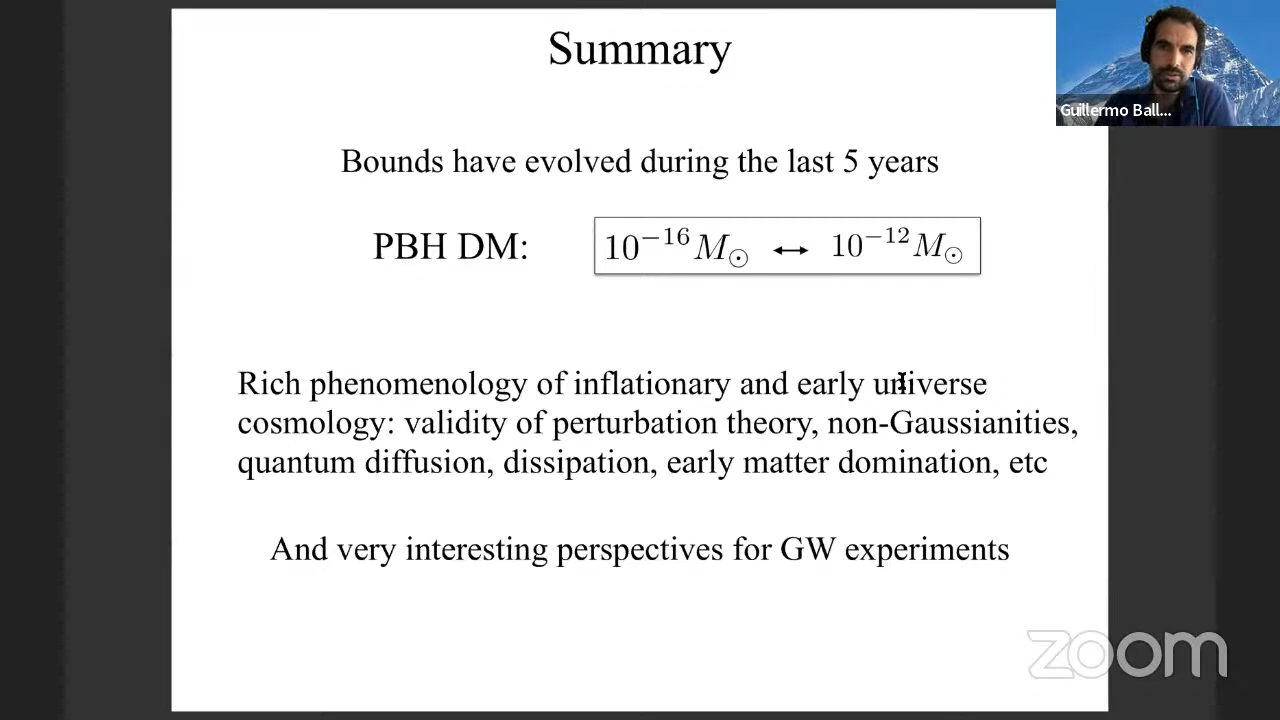 Summary
Guillermo Ball...
Bounds have evolved during the last 5 years
PBH DM: 10^{-16} M_☉ ↔ 10^{-12} M_☉
Rich phenomenology of inflationary and early universe
cosmology: validity of perturbation theory, non-Gaussianities,
quantum diffusion, dissipation, early matter domination, etc
And very interesting perspectives for GW experiments
zoom